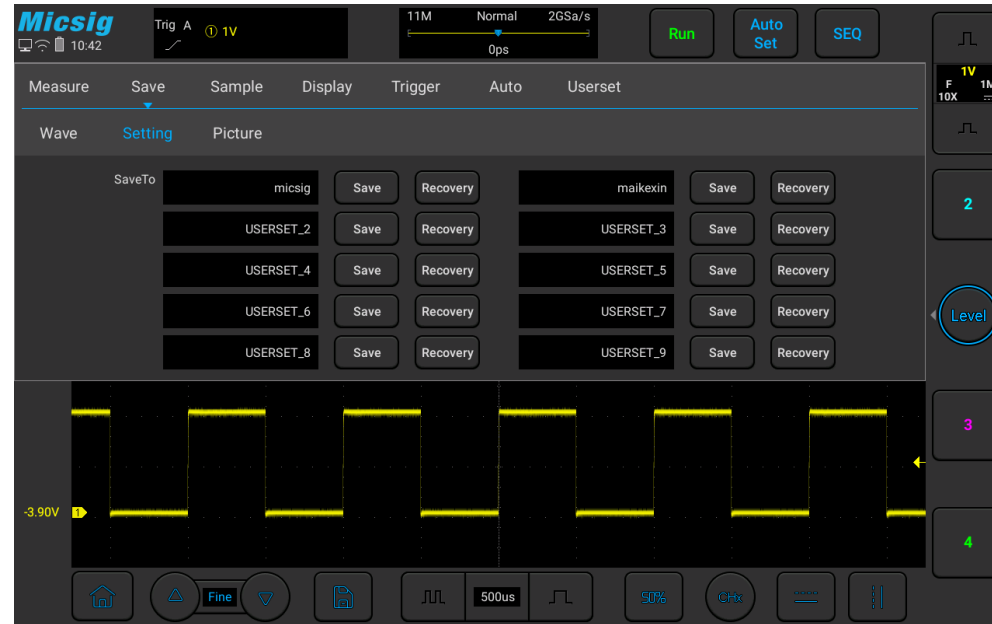 Micsig
10:42
Trig A ① 1V
11M Normal 2GSa/s
0ps
Run
Auto Set
SEQ
1V
F 1M
10X
Measure Save Sample Display Trigger Auto Userset
Wave Setting Picture
SaveTo micsig Save Recovery maikexin Save Recovery
USERSET_2 Save Recovery USERSET_3 Save Recovery
USERSET_4 Save Recovery USERSET_5 Save Recovery
USERSET_6 Save Recovery USERSET_7 Save Recovery
USERSET_8 Save Recovery USERSET_9 Save Recovery
2
Level
3
-3.90V 1
4
Fine 500us 50% CHx